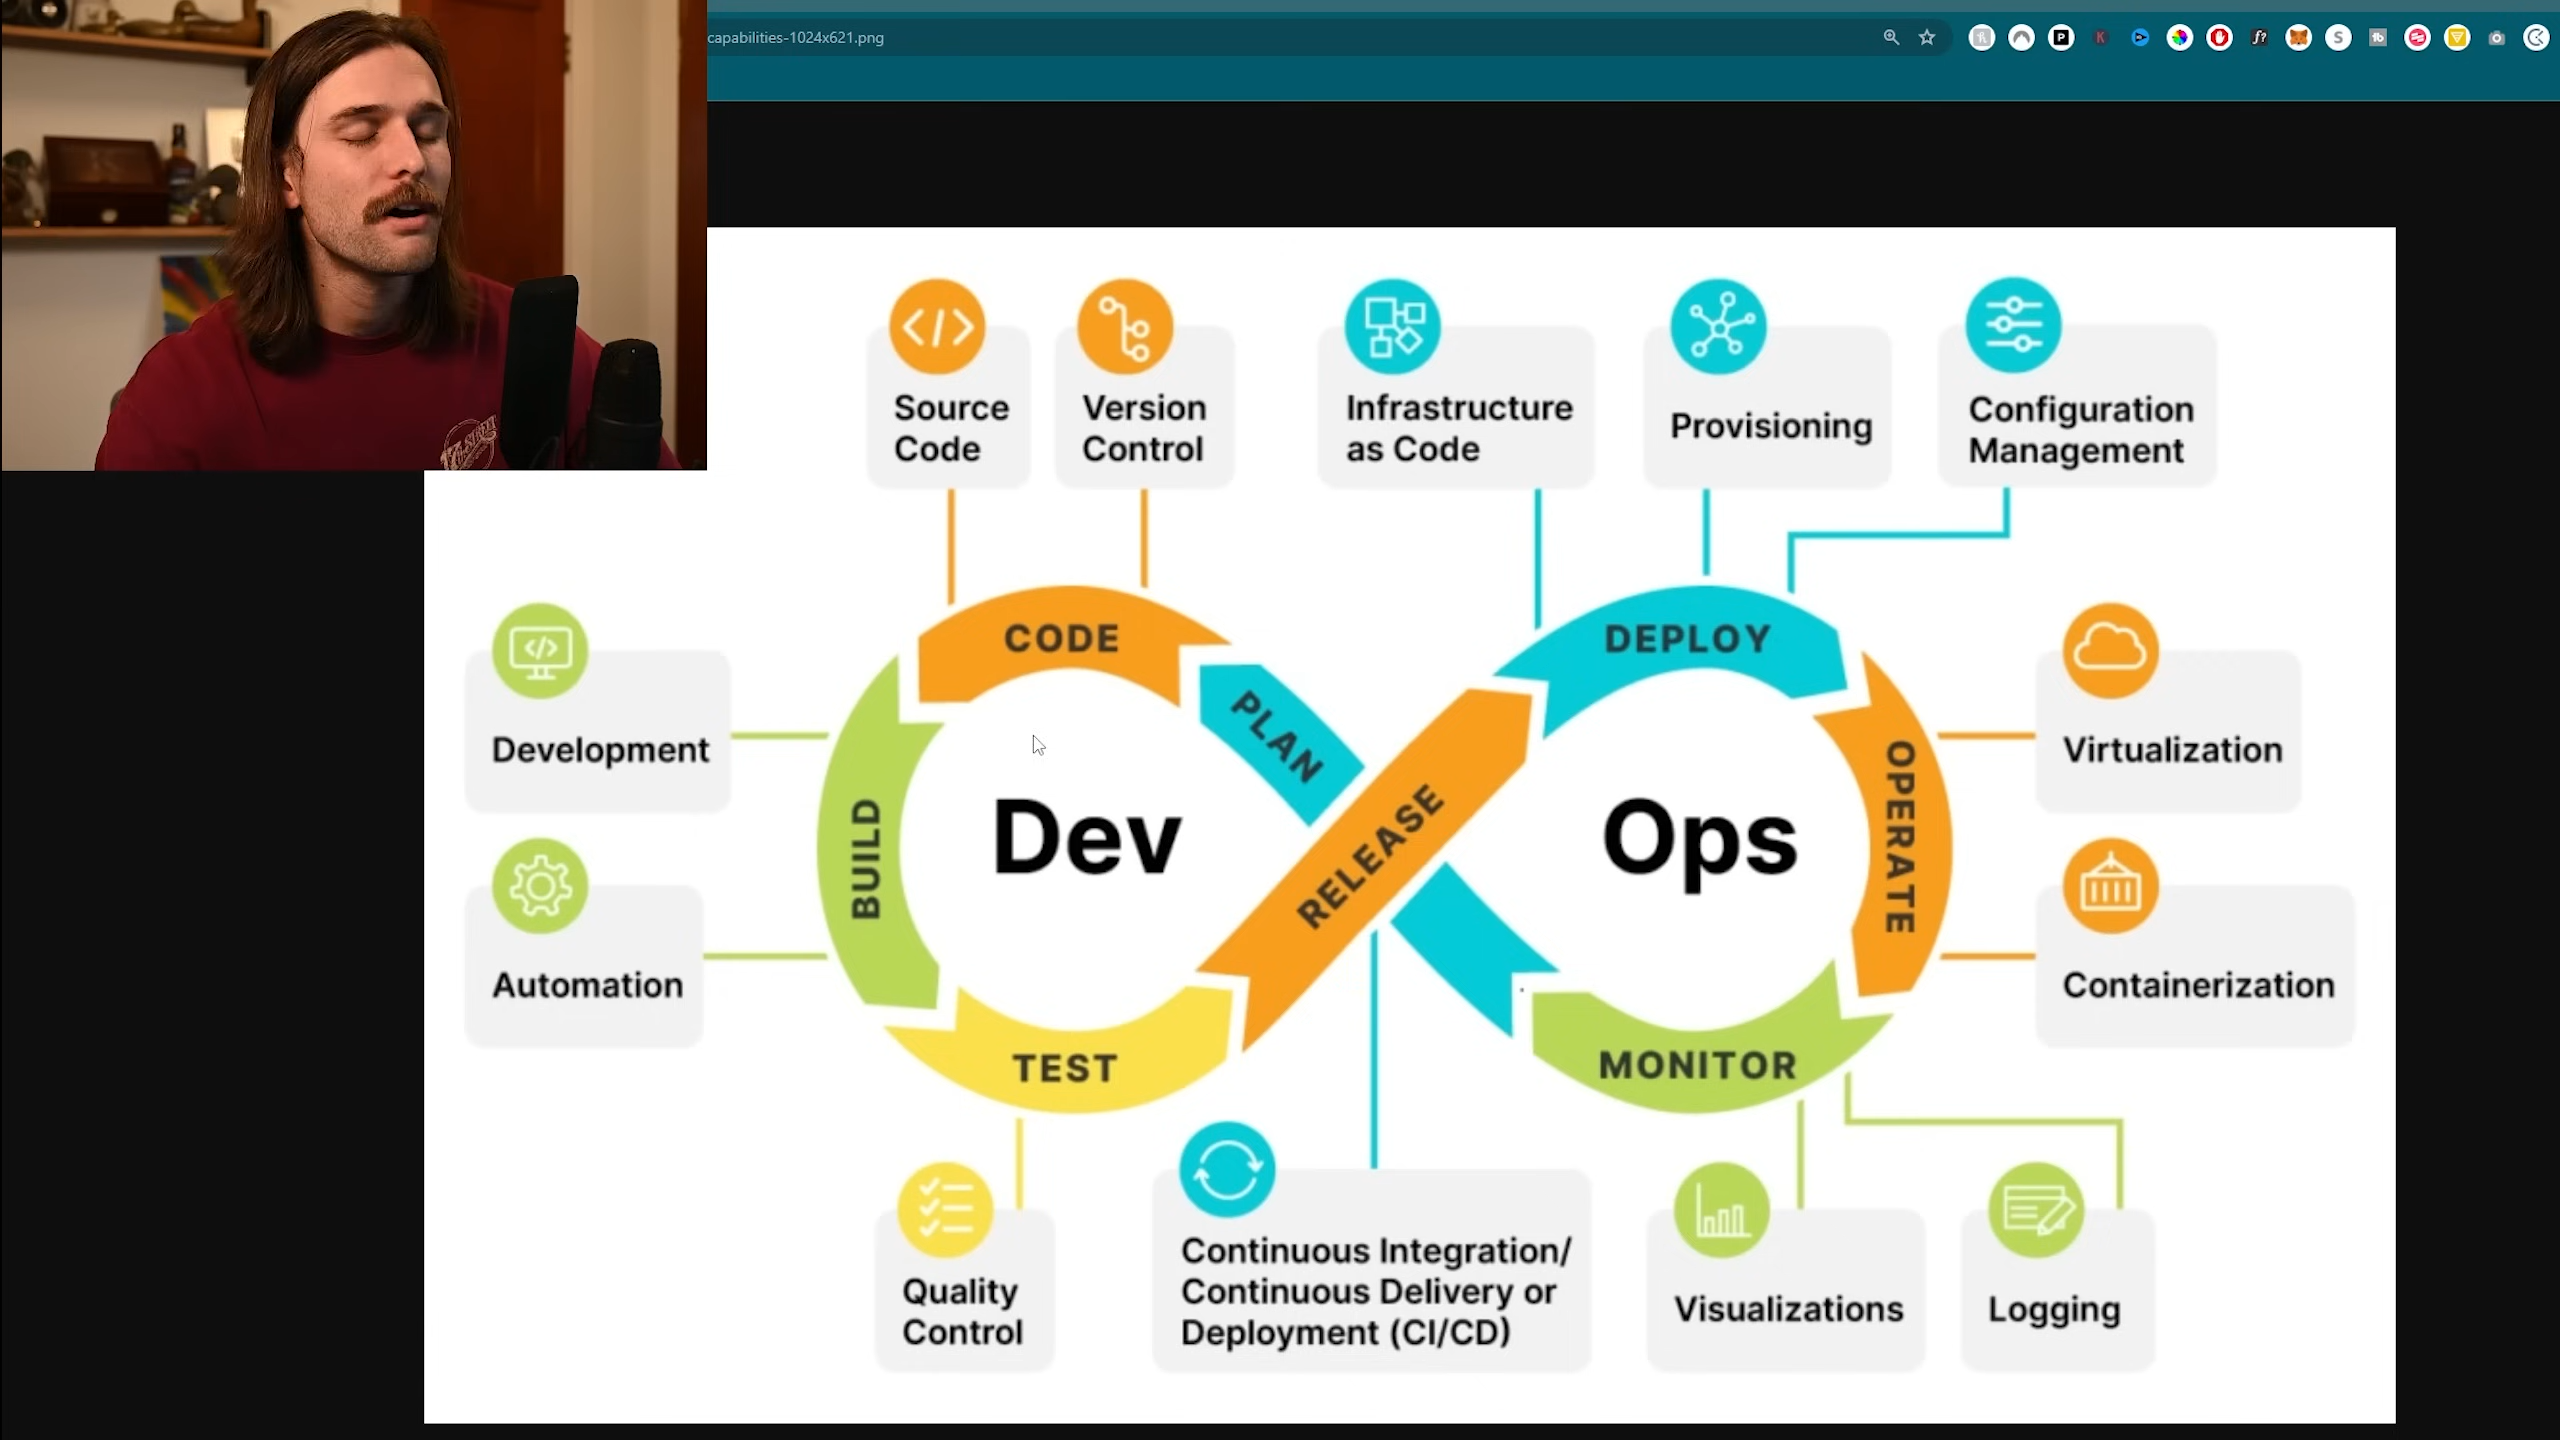 capabilities-1024x621.png
Source
Code
Version
Control
Infrastructure
as Code
Provisioning
Configuration
Management
CODE
DEPLOY
PLAN
Development
Virtualization
OPERATE
Dev
Ops
BUILD
RELEASE
Automation
Containerization
TEST
MONITOR
Quality
Control
Continuous Integration/
Continuous Delivery or
Deployment (CI/CD)
Visualizations
Logging